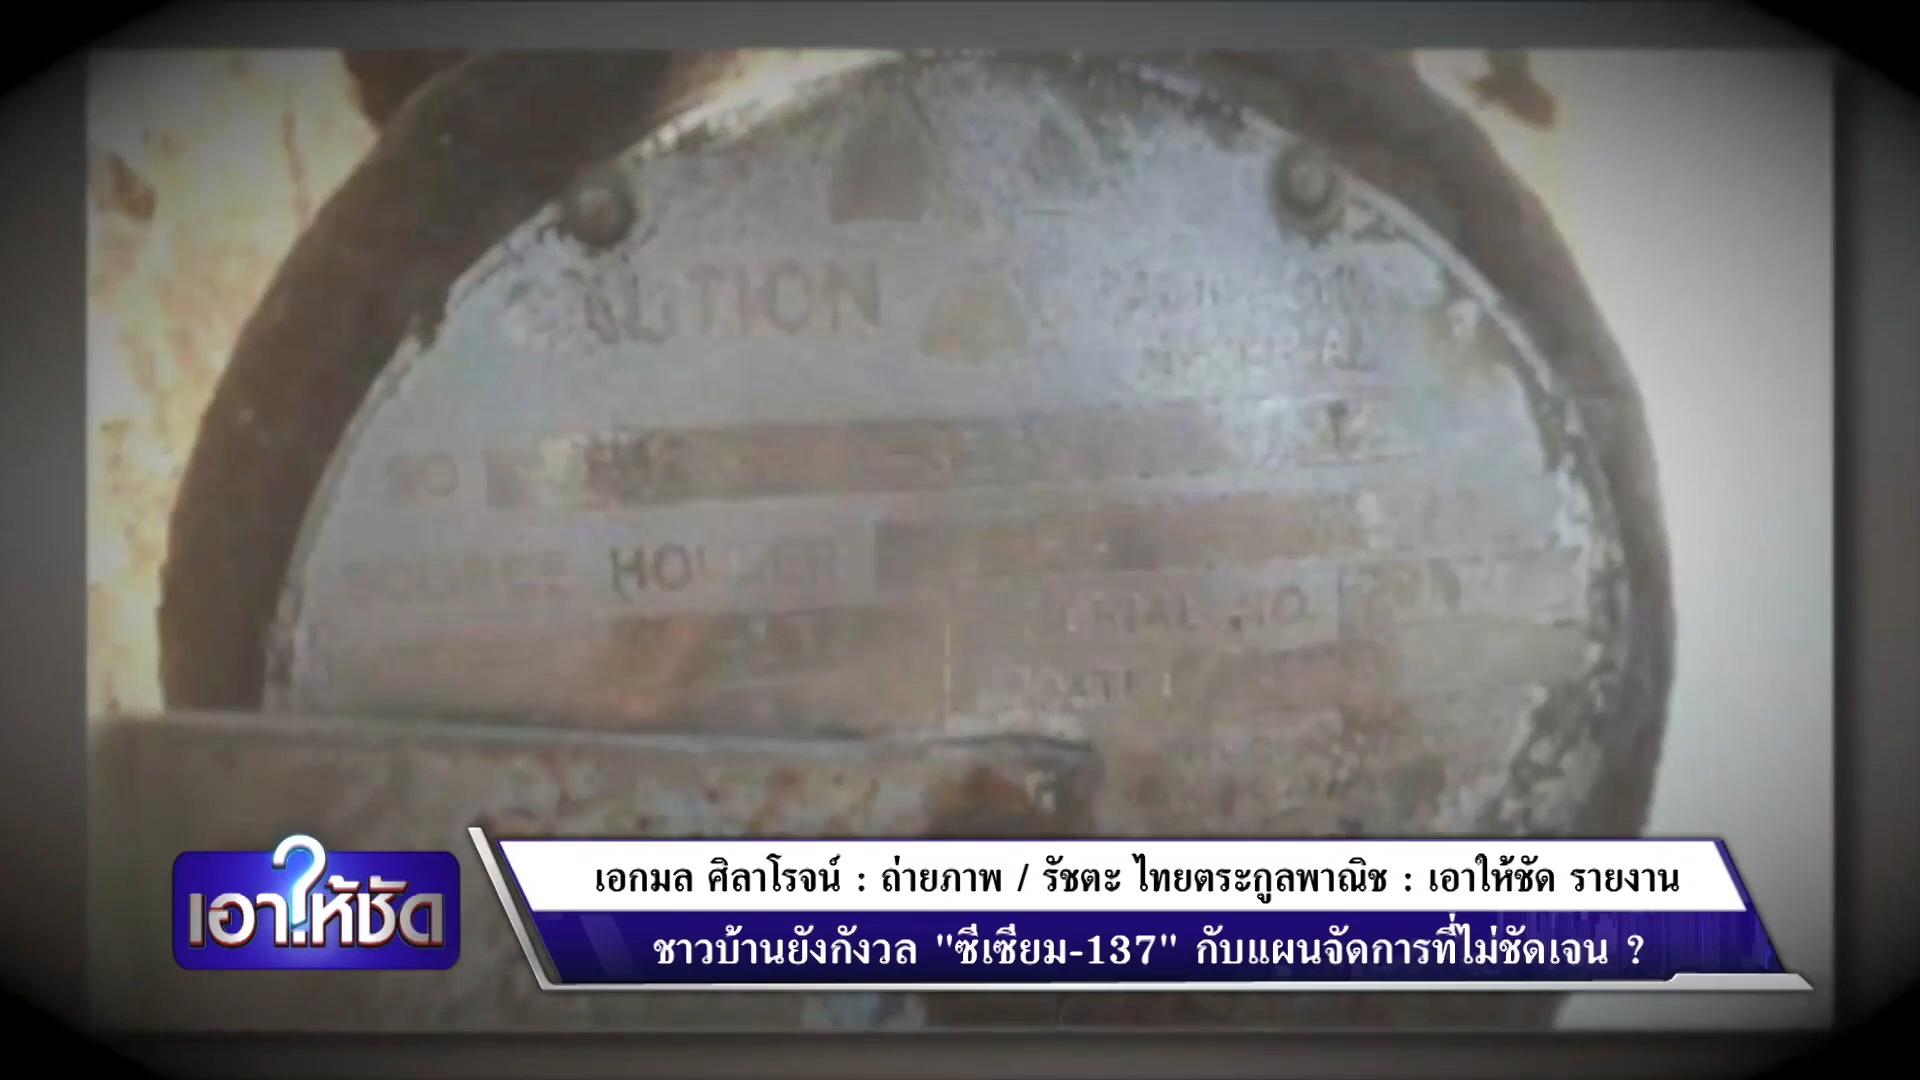 CAUTION
MATERIAL
SOURCE HOLDER
SERIAL NO.
DATE
เอาให้ชัด
เอกมล ศิลาโรจน์ : ถ่ายภาพ / รัชตะ ไทยตระกูลพาณิช : เอาให้ชัด รายงาน
ชาวบ้านยังกังวล "ซีเซียม-137" กับแผนจัดการที่ไม่ชัดเจน ?